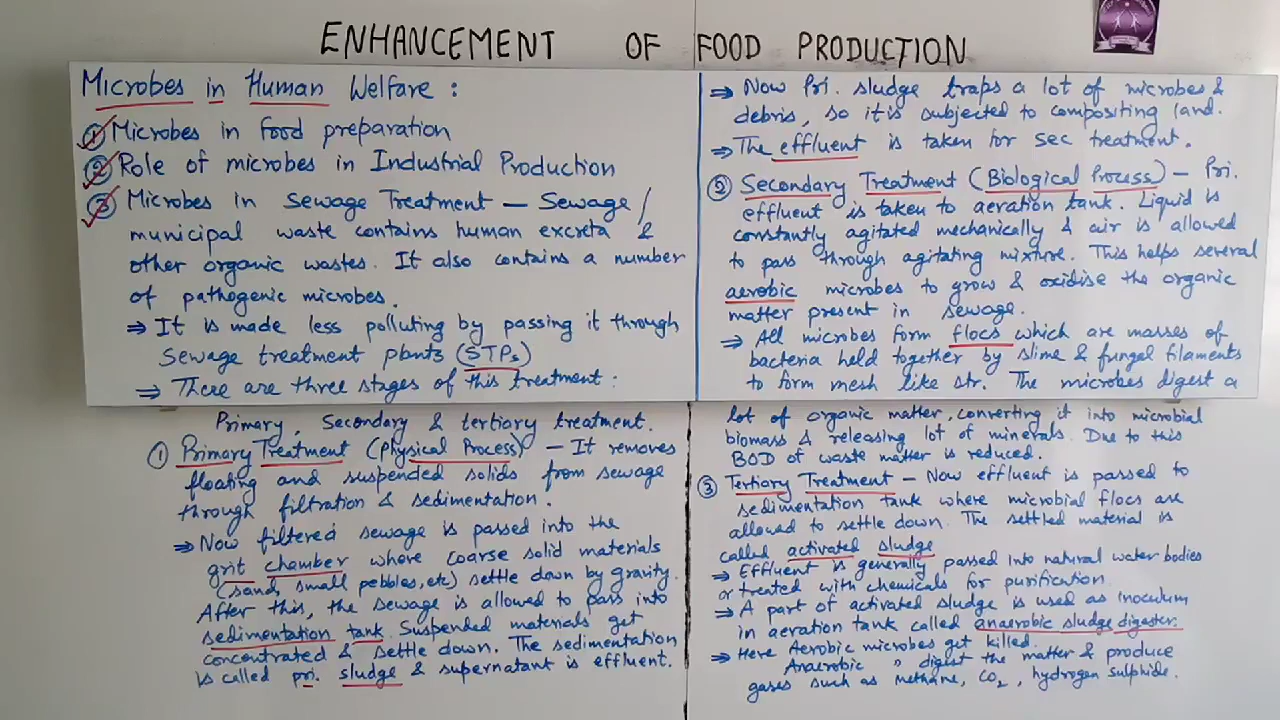 ENHANCEMENT OF FOOD PRODUCTION
Microbes in Human Welfare :
① Microbes in food preparation
② Role of microbes in Industrial Production
③ Microbes in Sewage Treatment — Sewage /
municipal waste contains human excreta &
other organic wastes. It also contains a number
of pathogenic microbes.
⇒ It is made less polluting by passing it through
Sewage treatment plants (STPs)
⇒ There are three stages of this treatment :
Primary, Secondary & tertiary treatment.
① Primary Treatment (Physical Process) — It removes
floating and suspended solids from sewage
through filtration & sedimentation.
⇒ Now filtered sewage is passed into the
grit chamber where coarse solid materials
(sand, small pebbles, etc) settle down by gravity.
After this, the sewage is allowed to pass into
sedimentation tank. Suspended materials get
concentrated & settle down. The sedimentation
is called pri. sludge & supernatant is effluent.
⇒ Now Pri. sludge traps a lot of microbes &
debris, so it is subjected to compositing land.
⇒ The effluent is taken for sec treatment.
② Secondary Treatment (Biological Process) — Pri.
effluent is taken to aeration tank. Liquid is
constantly agitated mechanically & air is allowed
to pass through agitating mixture. This helps several
aerobic microbes to grow & oxidise the organic
matter present in sewage.
⇒ All microbes form flocs which are masses of
bacteria held together by slime & fungal filaments
to form mesh like str. The microbes digest a
lot of organic matter, converting it into microbial
biomass & releasing lot of minerals. Due to this
BOD of waste matter is reduced.
③ Tertiary Treatment — Now effluent is passed to
sedimentation tank where microbial flocs are
allowed to settle down. The settled material is
called activated sludge
⇒ Effluent is generally passed into natural water bodies
or treated with chemicals for purification
⇒ A part of activated sludge is used as inoculum
in aeration tank called anaerobic sludge digester.
⇒ Here Aerobic microbes get killed.
Anaerobic " digest the matter & produce
gases such as methane, CO₂, hydrogen sulphide.